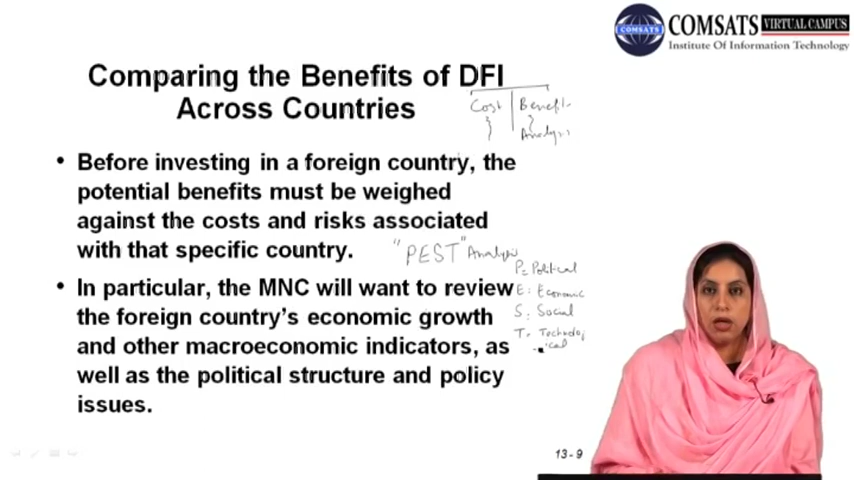 COMSATS VIRTUAL CAMPUS
COMSATS
Institute Of Information Technology
Comparing the Benefits of DFI
Across Countries
Cost | Benefit
Analysis
• Before investing in a foreign country, the
potential benefits must be weighed
against the costs and risks associated
with that specific country.
"PEST" Analysis
P= Political
E: Economic
S: Social
T: Technolog
ical
• In particular, the MNC will want to review
the foreign country's economic growth
and other macroeconomic indicators, as
well as the political structure and policy
issues.
13 - 9